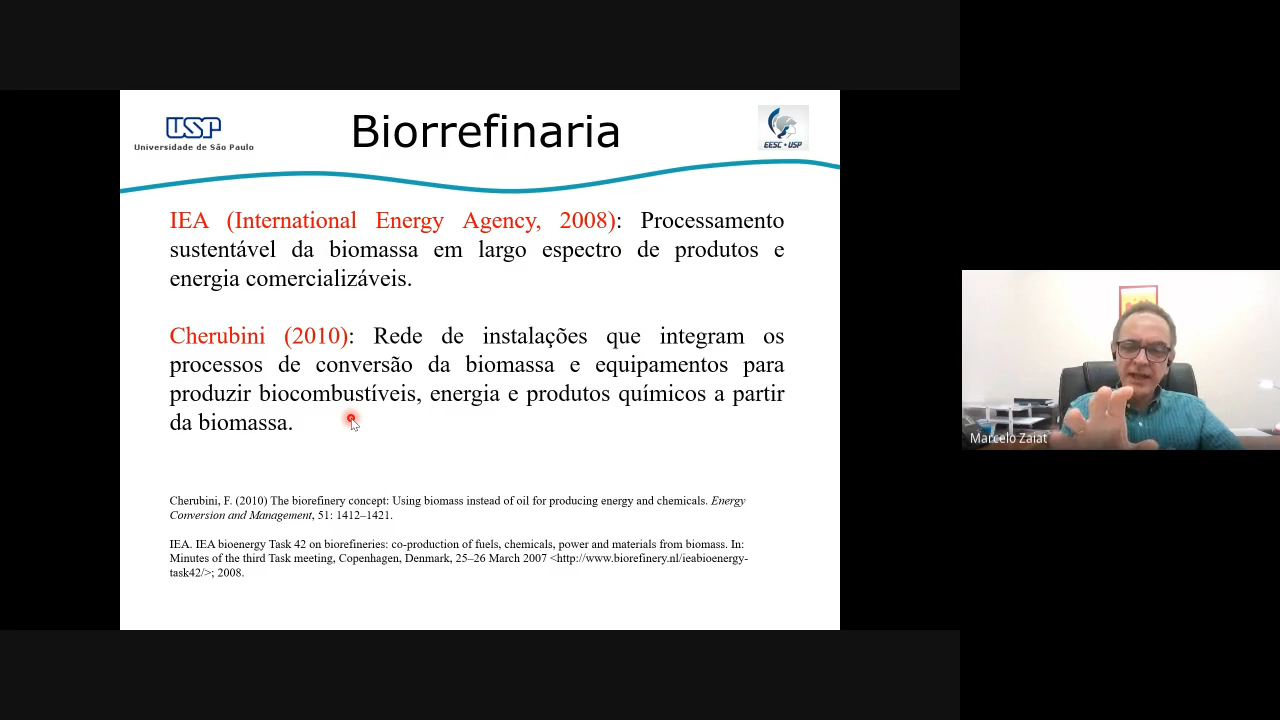 USP
Universidade de São Paulo
Biorrefinaria
EESC • USP
IEA (International Energy Agency, 2008): Processamento
sustentável da biomassa em largo espectro de produtos e
energia comercializáveis.
Cherubini (2010): Rede de instalações que integram os
processos de conversão da biomassa e equipamentos para
produzir biocombustíveis, energia e produtos químicos a partir
da biomassa.
Cherubini, F. (2010) The biorefinery concept: Using biomass instead of oil for producing energy and chemicals. Energy
Conversion and Management, 51: 1412–1421.
IEA. IEA bioenergy Task 42 on biorefineries: co-production of fuels, chemicals, power and materials from biomass. In:
Minutes of the third Task meeting, Copenhagen, Denmark, 25–26 March 2007 <http://www.biorefinery.nl/ieabioenergy-
task42/>; 2008.
Marcelo Zaiat